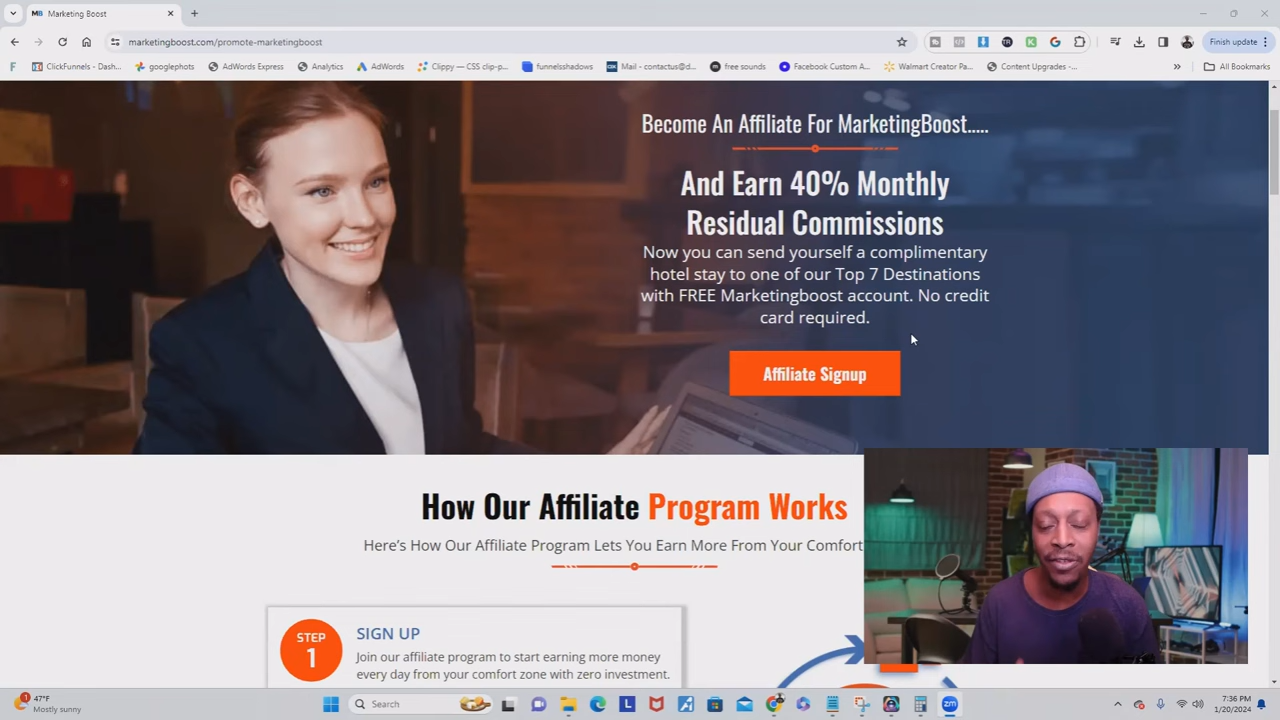 Marketing Boost
marketingboost.com/promote-marketingboost
Finish update
ClickFunnels - Dash...
googlephots
AdWords Express
Analytics
AdWords
Clippy — CSS clip-p...
funnelsshadows
Mail - contactus@d...
free sounds
Facebook Custom A...
Walmart Creator Pa...
Content Upgrades -...
All Bookmarks
Become An Affiliate For MarketingBoost.....
And Earn 40% Monthly
Residual Commissions
Now you can send yourself a complimentary
hotel stay to one of our Top 7 Destinations
with FREE Marketingboost account. No credit
card required.
Affiliate Signup
How Our Affiliate Program Works
Here's How Our Affiliate Program Lets You Earn More From Your Comfort
STEP
1
SIGN UP
Join our affiliate program to start earning more money
every day from your comfort zone with zero investment.
47°F
Mostly sunny
Search
zm
7:36 PM
1/20/2024